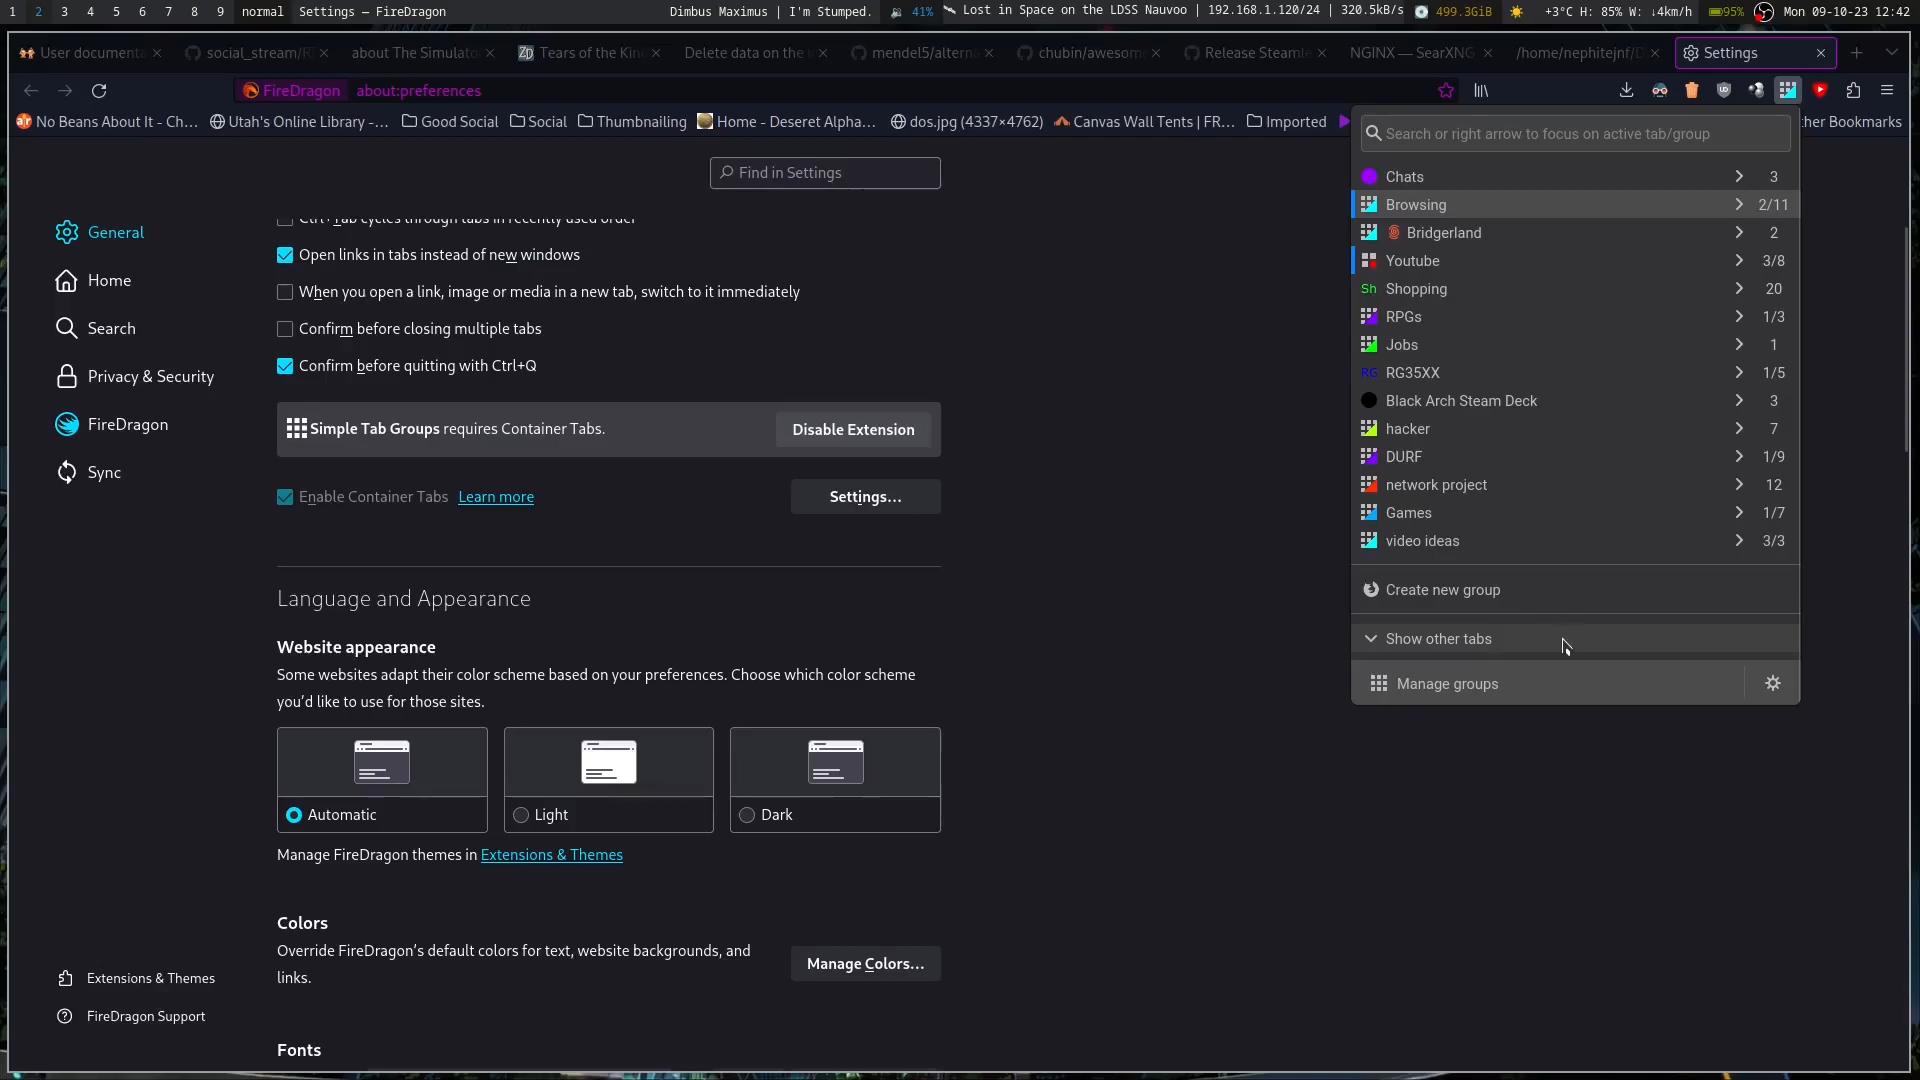 1 2 3 4 5 6 7 8 9 normal Settings — FireDragon Dimbus Maximus | I'm Stumped. 41% Lost in Space on the LDSS Nauvoo | 192.168.1.120/24 | 320.5kB/s 499.3GiB +3°C H: 85% W: ↓4km/h 95% Mon 09-10-23 12:42
User documenta social_stream/R about The Simulato ZD Tears of the Kin Delete data on the mendel5/alterna chubin/awesom Release Steamle NGINX — SearXNG /home/nephitejnf/D Settings
FireDragon about:preferences
No Beans About It - Ch… Utah's Online Library -… Good Social Social Thumbnailing Home - Deseret Alpha… dos.jpg (4337×4762) Canvas Wall Tents | FR… Imported her Bookmarks
Search or right arrow to focus on active tab/group
Find in Settings
General
Home
Search
Privacy & Security
FireDragon
Sync
Extensions & Themes
FireDragon Support
Ctrl+Tab cycles through tabs in recently used order
Open links in tabs instead of new windows
When you open a link, image or media in a new tab, switch to it immediately
Confirm before closing multiple tabs
Confirm before quitting with Ctrl+Q
Simple Tab Groups requires Container Tabs. Disable Extension
Enable Container Tabs Learn more Settings…
Language and Appearance
Website appearance
Some websites adapt their color scheme based on your preferences. Choose which color scheme
you'd like to use for those sites.
Automatic Light Dark
Manage FireDragon themes in Extensions & Themes
Colors
Override FireDragon's default colors for text, website backgrounds, and
links.
Manage Colors…
Fonts
Chats 3
Browsing 2/11
Bridgerland 2
Youtube 3/8
Sh Shopping 20
RPGs 1/3
Jobs 1
RG RG35XX 1/5
Black Arch Steam Deck 3
hacker 7
DURF 1/9
network project 12
Games 1/7
video ideas 3/3
Create new group
Show other tabs
Manage groups